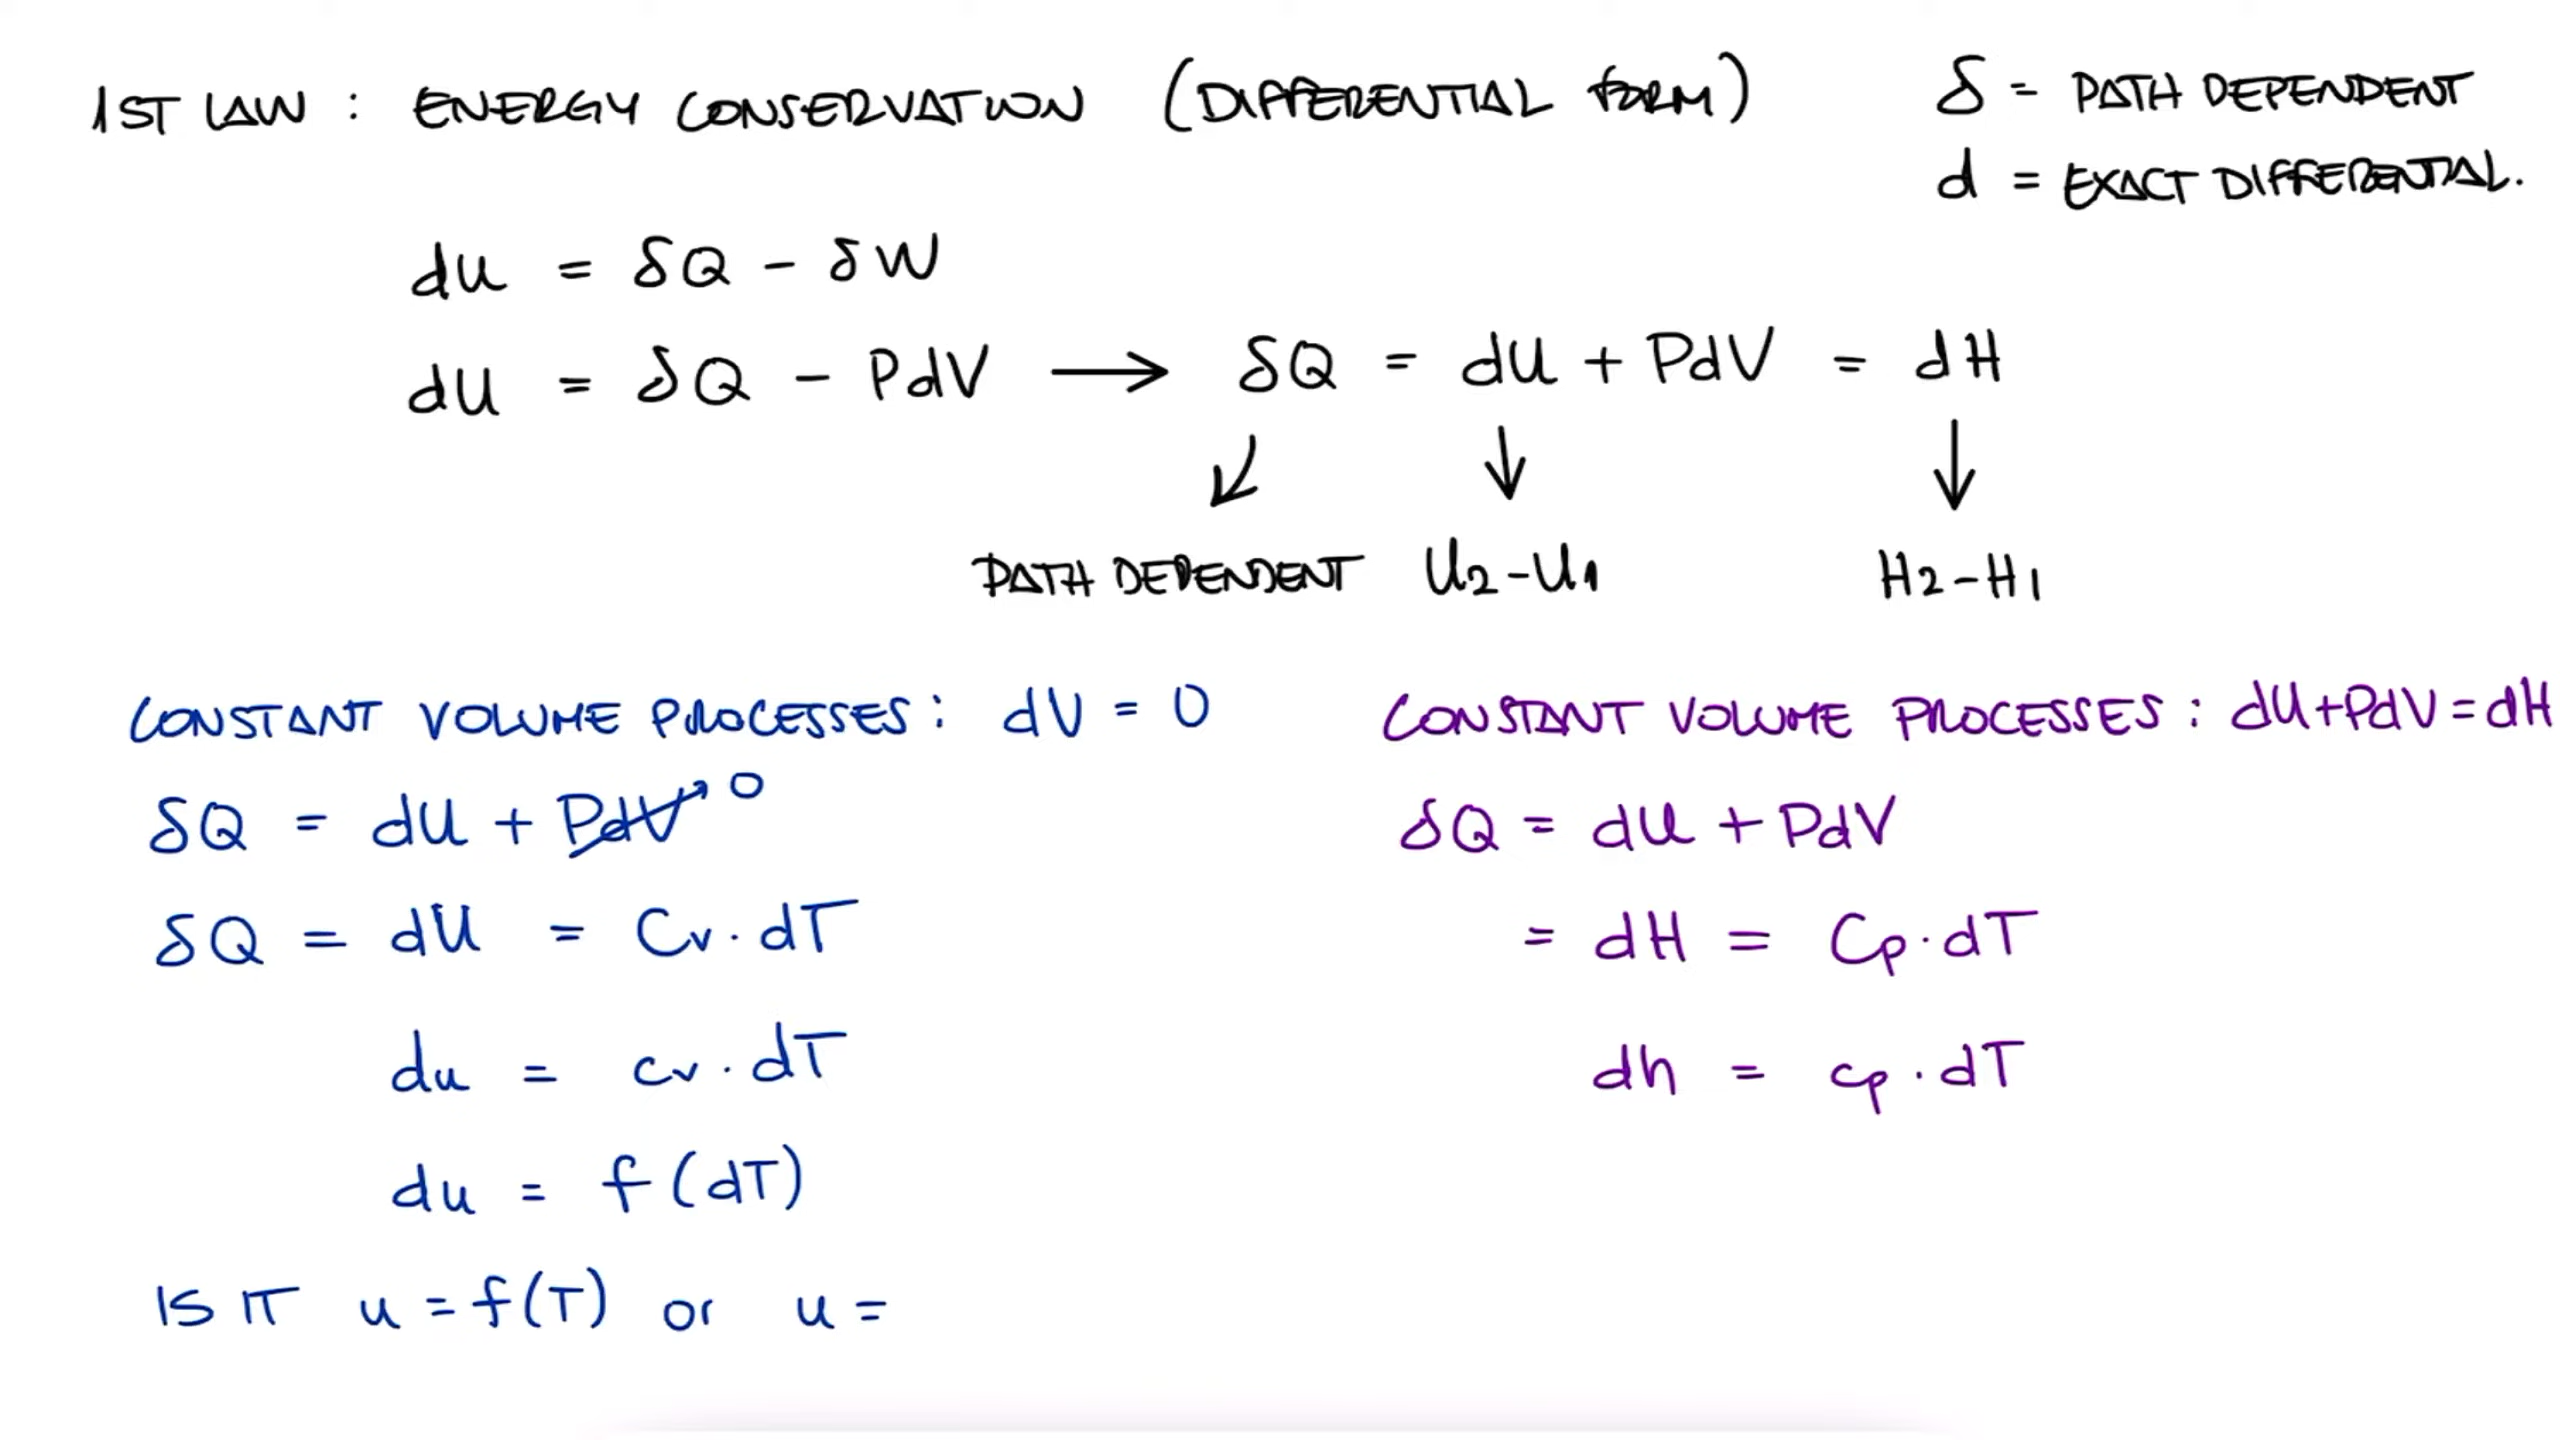 1ST LAW : ENERGY CONSERVATION (DIFFERENTIAL FORM)
δ = PATH DEPENDENT
d = EXACT DIFFERENTIAL.
du = δQ - δW
dU = δQ - PdV → δQ = dU + PdV = dH
PATH DEPENDENT U2-U1 H2-H1
CONSTANT VOLUME PROCESSES : dV = 0
δQ = dU + PdV 0
δQ = dU = Cv · dT
du = cv · dT
du = f (dT)
IS IT u = f(T) or u =
CONSTANT VOLUME PROCESSES : dU+PdV = dH
δQ = dU + PdV
= dH = Cp · dT
dh = cp · dT